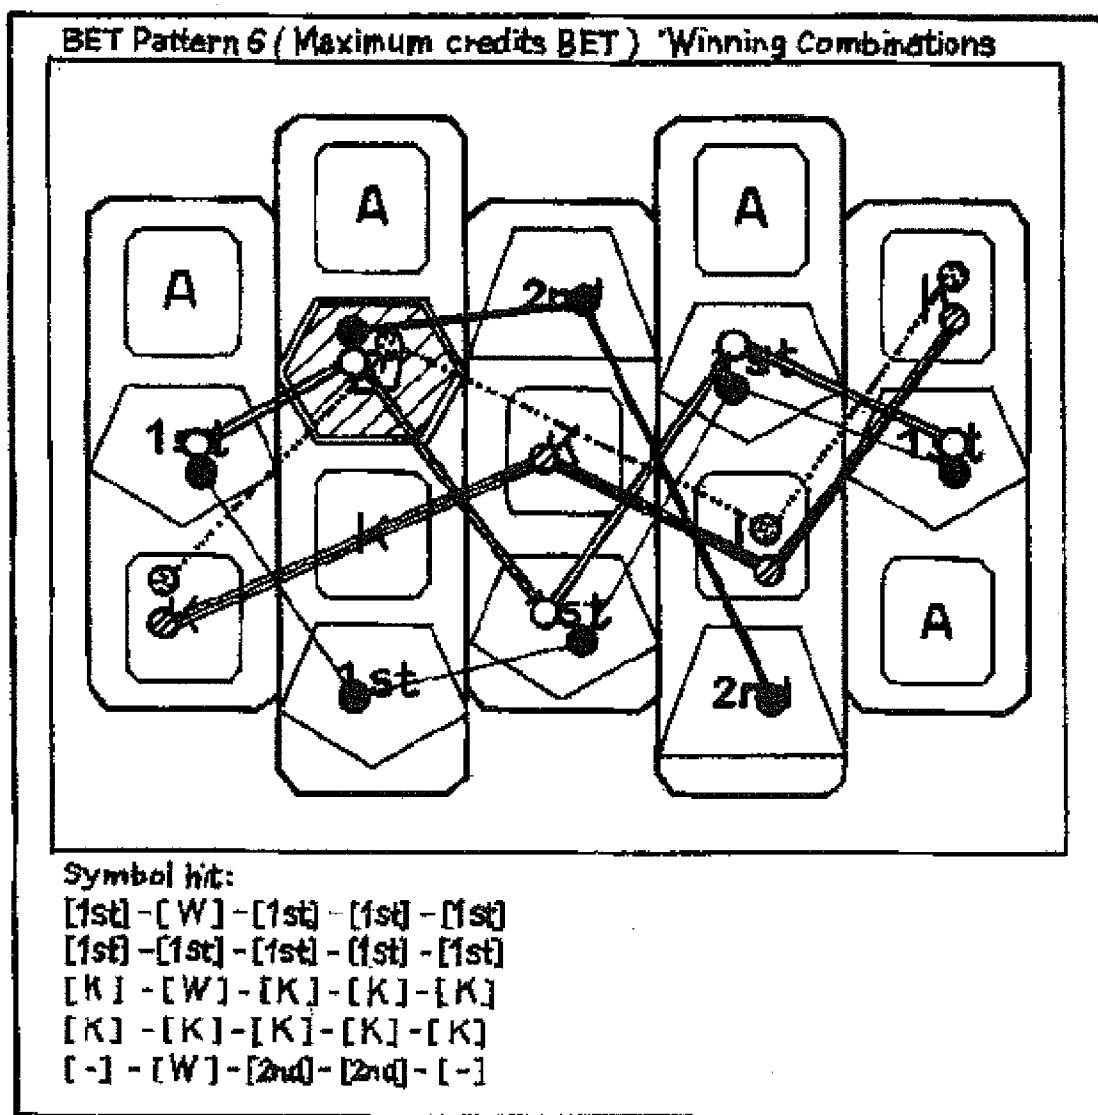 BET Pattern 6 ( Maximum credits BET ) "Winning Combinations
A
A
A
2nd
K
1st
1st
1st
K
K
K
K
1st
1st
2nd
A
Symbol hit:
[1st] - [ W ] - [1st] - [1st] - [1st]
[1st] - [1st] - [1st] - [1st] - [1st]
[ K ] - [ W ] - [ K ] - [ K ] - [ K ]
[ K ] - [ K ] - [ K ] - [ K ] - [ K ]
[ - ] - [ W ] - [2nd] - [2nd] - [ - ]